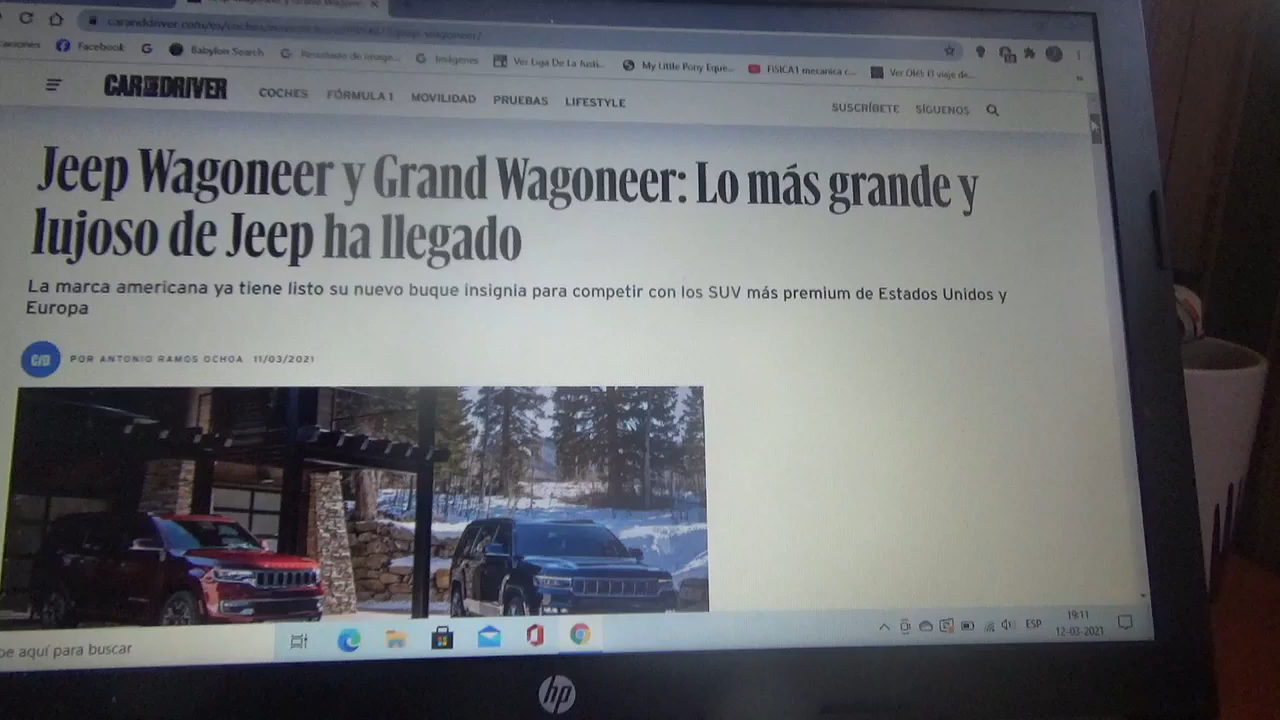 Facebook
Babylon Search
Resultado de image...
Imágenes
Ver Liga De La Justi...
My Little Pony Eque...
FISICA1 mecanica c...
CAR AND DRIVER
COCHES FÓRMULA 1 MOVILIDAD PRUEBAS LIFESTYLE
SUSCRÍBETE SÍGUENOS
Jeep Wagoneer y Grand Wagoneer: Lo más grande y
lujoso de Jeep ha llegado
La marca americana ya tiene listo su nuevo buque insignia para competir con los SUV más premium de Estados Unidos y
Europa
C/D
POR ANTONIO RAMOS OCHOA 11/03/2021
be aquí para buscar
ESP
19:11
12-03-2021
hp